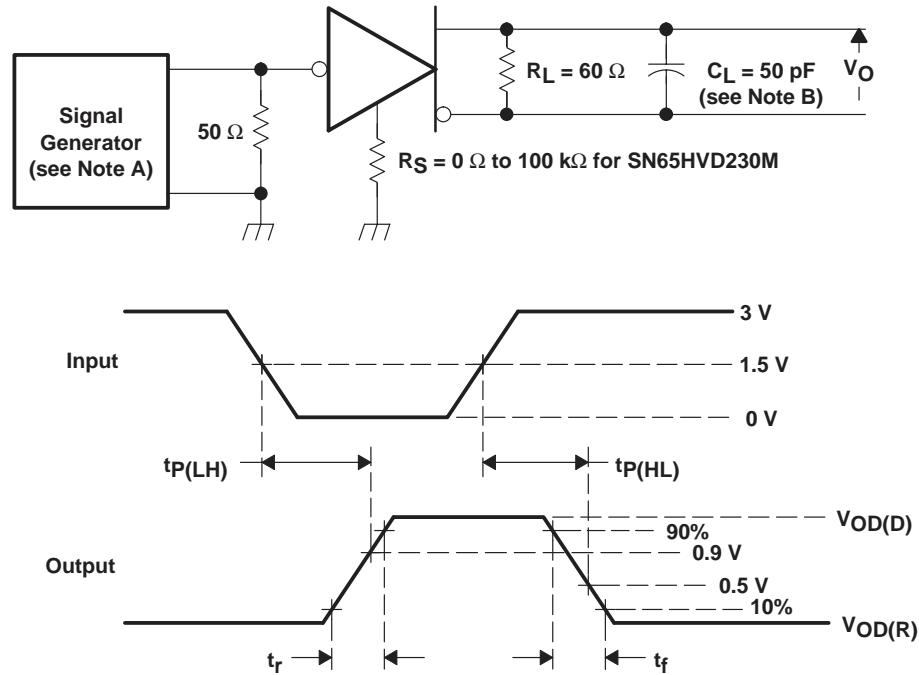 Signal
Generator
(see Note A)
50 Ω
RL = 60 Ω
CL = 50 pF
(see Note B)
VO
RS = 0 Ω to 100 kΩ for SN65HVD230M
Input
3 V
1.5 V
0 V
tP(LH)
tP(HL)
Output
VOD(D)
90%
0.9 V
0.5 V
10%
VOD(R)
tr
tf